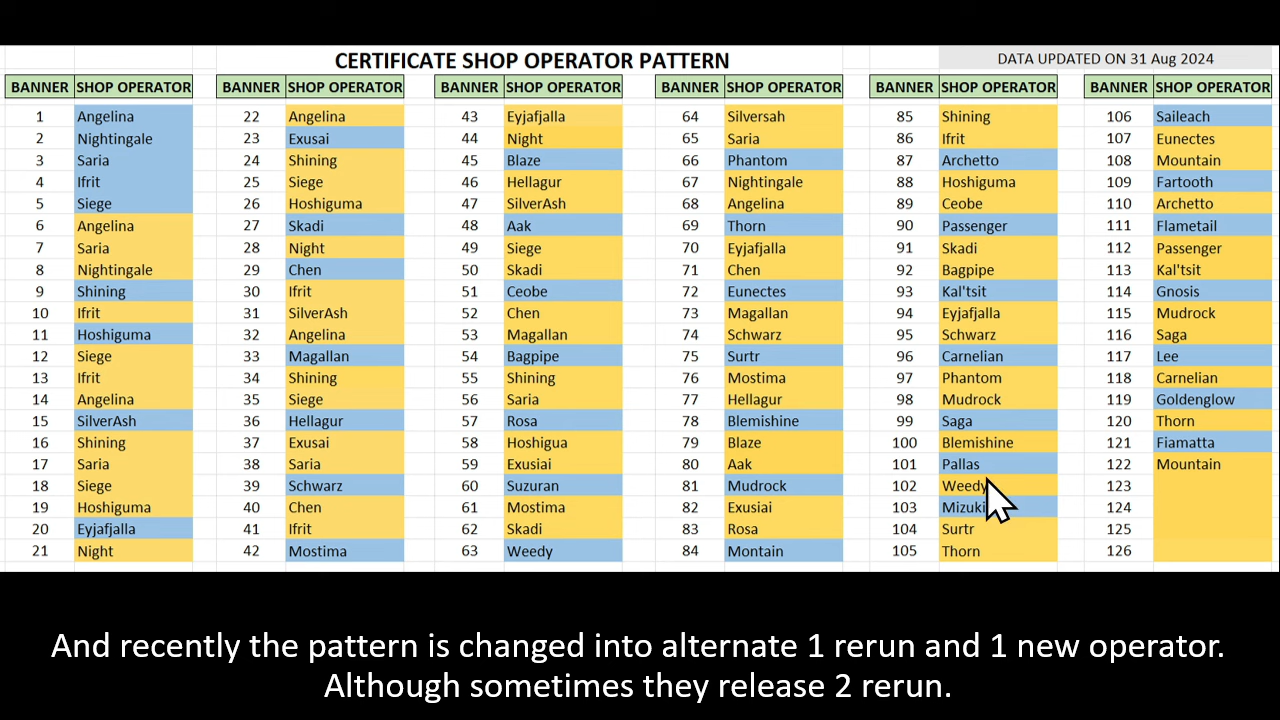 CERTIFICATE SHOP OPERATOR PATTERN DATA UPDATED ON 31 Aug 2024
BANNER SHOP OPERATOR BANNER SHOP OPERATOR BANNER SHOP OPERATOR BANNER SHOP OPERATOR BANNER SHOP OPERATOR BANNER SHOP OPERATOR
1 Angelina 22 Angelina 43 Eyjafjalla 64 Silversah 85 Shining 106 Saileach
2 Nightingale 23 Exusai 44 Night 65 Saria 86 Ifrit 107 Eunectes
3 Saria 24 Shining 45 Blaze 66 Phantom 87 Archetto 108 Mountain
4 Ifrit 25 Siege 46 Hellagur 67 Nightingale 88 Hoshiguma 109 Fartooth
5 Siege 26 Hoshiguma 47 SilverAsh 68 Angelina 89 Ceobe 110 Archetto
6 Angelina 27 Skadi 48 Aak 69 Thorn 90 Passenger 111 Flametail
7 Saria 28 Night 49 Siege 70 Eyjafjalla 91 Skadi 112 Passenger
8 Nightingale 29 Chen 50 Skadi 71 Chen 92 Bagpipe 113 Kal'tsit
9 Shining 30 Ifrit 51 Ceobe 72 Eunectes 93 Kal'tsit 114 Gnosis
10 Ifrit 31 SilverAsh 52 Chen 73 Magallan 94 Eyjafjalla 115 Mudrock
11 Hoshiguma 32 Angelina 53 Magallan 74 Schwarz 95 Schwarz 116 Saga
12 Siege 33 Magallan 54 Bagpipe 75 Surtr 96 Carnelian 117 Lee
13 Ifrit 34 Shining 55 Shining 76 Mostima 97 Phantom 118 Carnelian
14 Angelina 35 Siege 56 Saria 77 Hellagur 98 Mudrock 119 Goldenglow
15 SilverAsh 36 Hellagur 57 Rosa 78 Blemishine 99 Saga 120 Thorn
16 Shining 37 Exusai 58 Hoshigua 79 Blaze 100 Blemishine 121 Fiamatta
17 Saria 38 Saria 59 Exusiai 80 Aak 101 Pallas 122 Mountain
18 Siege 39 Schwarz 60 Suzuran 81 Mudrock 102 Weedy 123
19 Hoshiguma 40 Chen 61 Mostima 82 Exusiai 103 Mizuki 124
20 Eyjafjalla 41 Ifrit 62 Skadi 83 Rosa 104 Surtr 125
21 Night 42 Mostima 63 Weedy 84 Montain 105 Thorn 126
And recently the pattern is changed into alternate 1 rerun and 1 new operator.
Although sometimes they release 2 rerun.